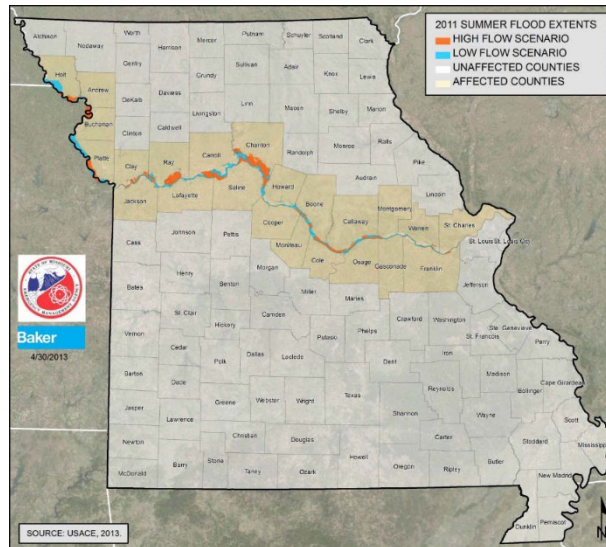 2011 SUMMER FLOOD EXTENTS
HIGH FLOW SCENARIO
LOW FLOW SCENARIO
UNAFFECTED COUNTIES
AFFECTED COUNTIES
Atchison
Nodaway
Worth
Harrison
Mercer
Putnam
Schuyler
Scotland
Clark
Gentry
Sullivan
Adair
Knox
Lewis
Holt
Andrew
DeKalb
Daviess
Grundy
Linn
Macon
Shelby
Marion
Buchanan
Clinton
Caldwell
Livingston
Chariton
Randolph
Monroe
Ralls
Pike
Platte
Clay
Ray
Carroll
Saline
Howard
Boone
Audrain
Lincoln
Jackson
Lafayette
Cooper
Callaway
Montgomery
Warren
St. Charles
St. Louis
St. Louis City
Cass
Johnson
Pettis
Moniteau
Cole
Osage
Gasconade
Franklin
Jefferson
Bates
Henry
Benton
Morgan
Miller
Maries
Crawford
Washington
Ste. Genevieve
St. Francois
Perry
Vernon
St. Clair
Hickory
Camden
Pulaski
Phelps
Dent
Iron
Madison
Bollinger
Cape Girardeau
Cedar
Polk
Dallas
Laclede
Texas
Reynolds
Wayne
Scott
Barton
Dade
Greene
Webster
Wright
Shannon
Carter
Stoddard
Mississippi
Jasper
Lawrence
Christian
Douglas
Howell
Oregon
Ripley
Butler
New Madrid
Newton
McDonald
Barry
Stone
Taney
Ozark
Dunklin
Pemiscot
Baker
4/30/2013
SOURCE: USACE, 2013.
N